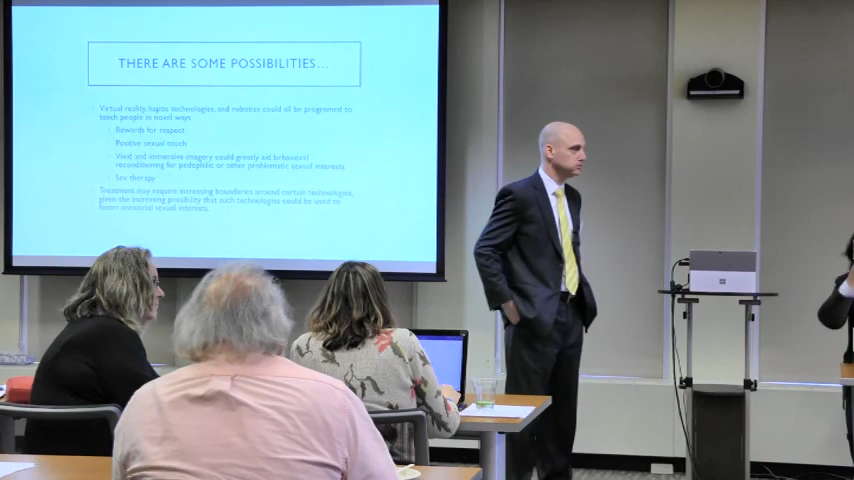 THERE ARE SOME POSSIBILITIES...
Virtual reality, haptic technologies, and robotics could all be programed to
teach people in novel ways
Rewards for respect
Positive sexual touch
Vivid and immersive imagery could greatly aid behavioral
reconditioning for pedophilic or other problematic sexual interests
Sex therapy
Treatment may require increasing boundaries around certain technologies,
given the increasing possibility that such technologies could be used to
foster antisocial sexual interests.